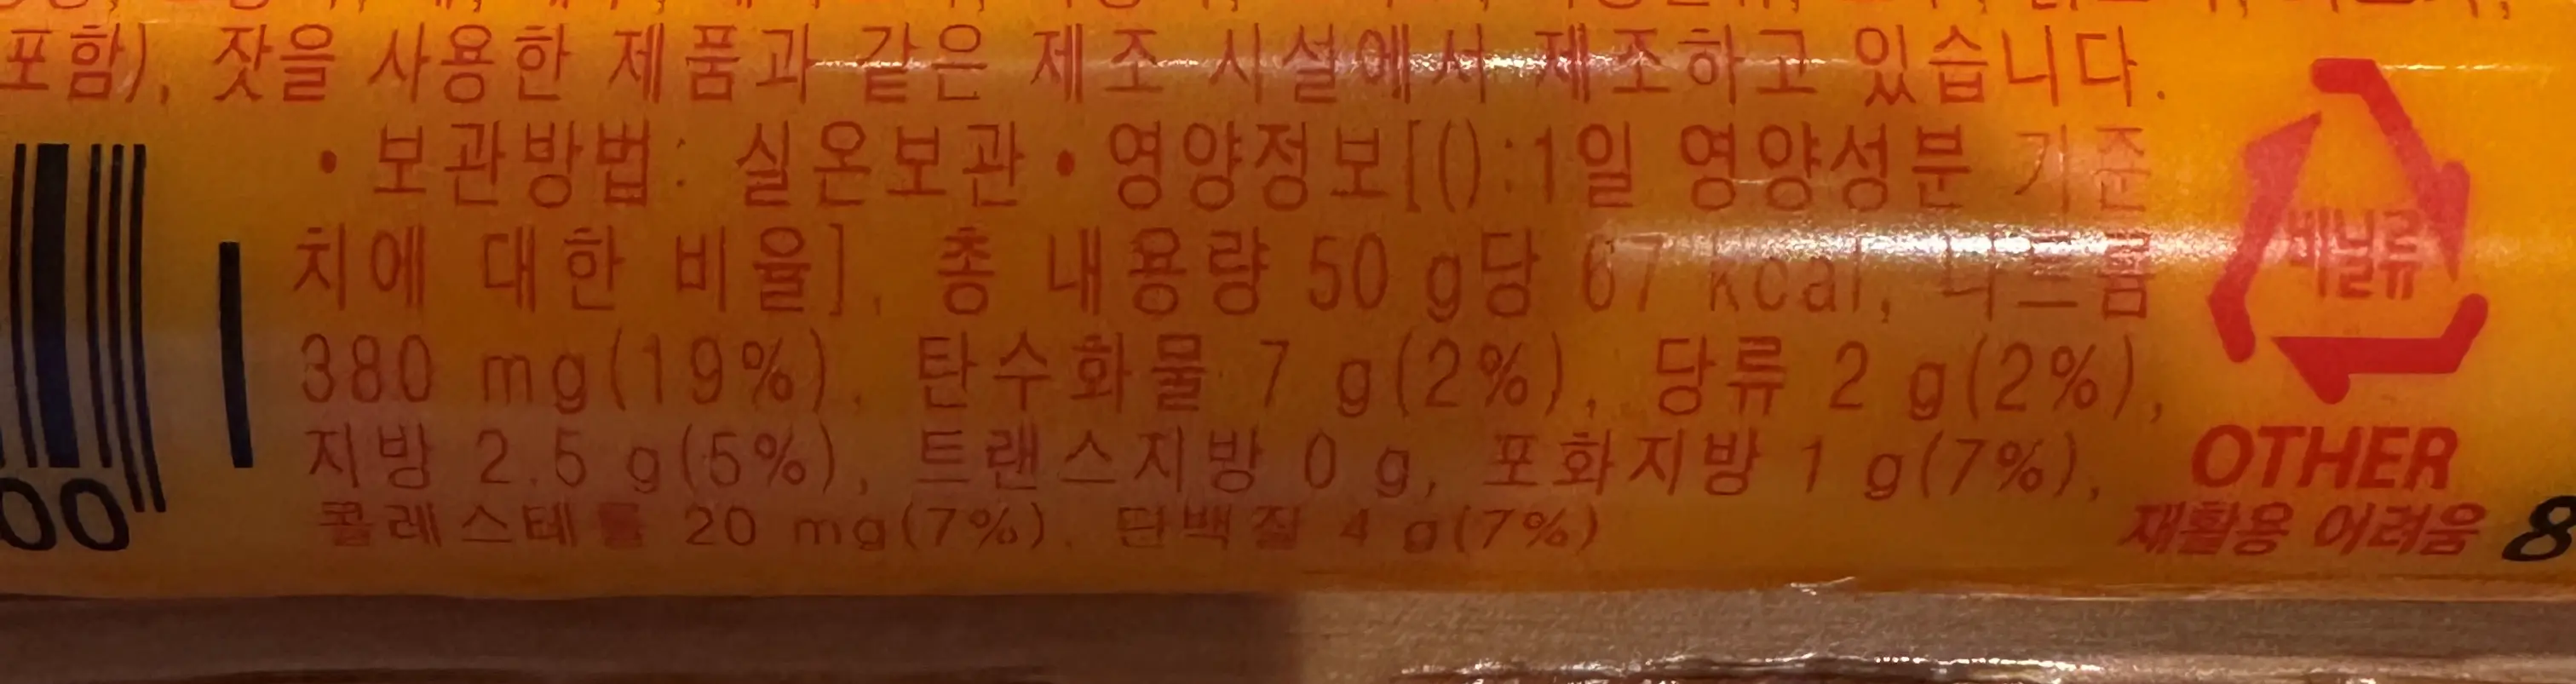 포함), 잣을 사용한 제품과 같은 제조 시설에서 제조하고 있습니다.
• 보관방법: 실온보관 • 영양정보[():1일 영양성분 기준
치에 대한 비율], 총 내용량 50 g당 67 kcal, 나트륨
380 mg(19%), 탄수화물 7 g(2%), 당류 2 g(2%),
지방 2.5 g(5%), 트랜스지방 0 g, 포화지방 1 g(7%),
콜레스테롤 20 mg(7%), 단백질 4 g(7%)
00
비닐류
OTHER
재활용 어려움
8